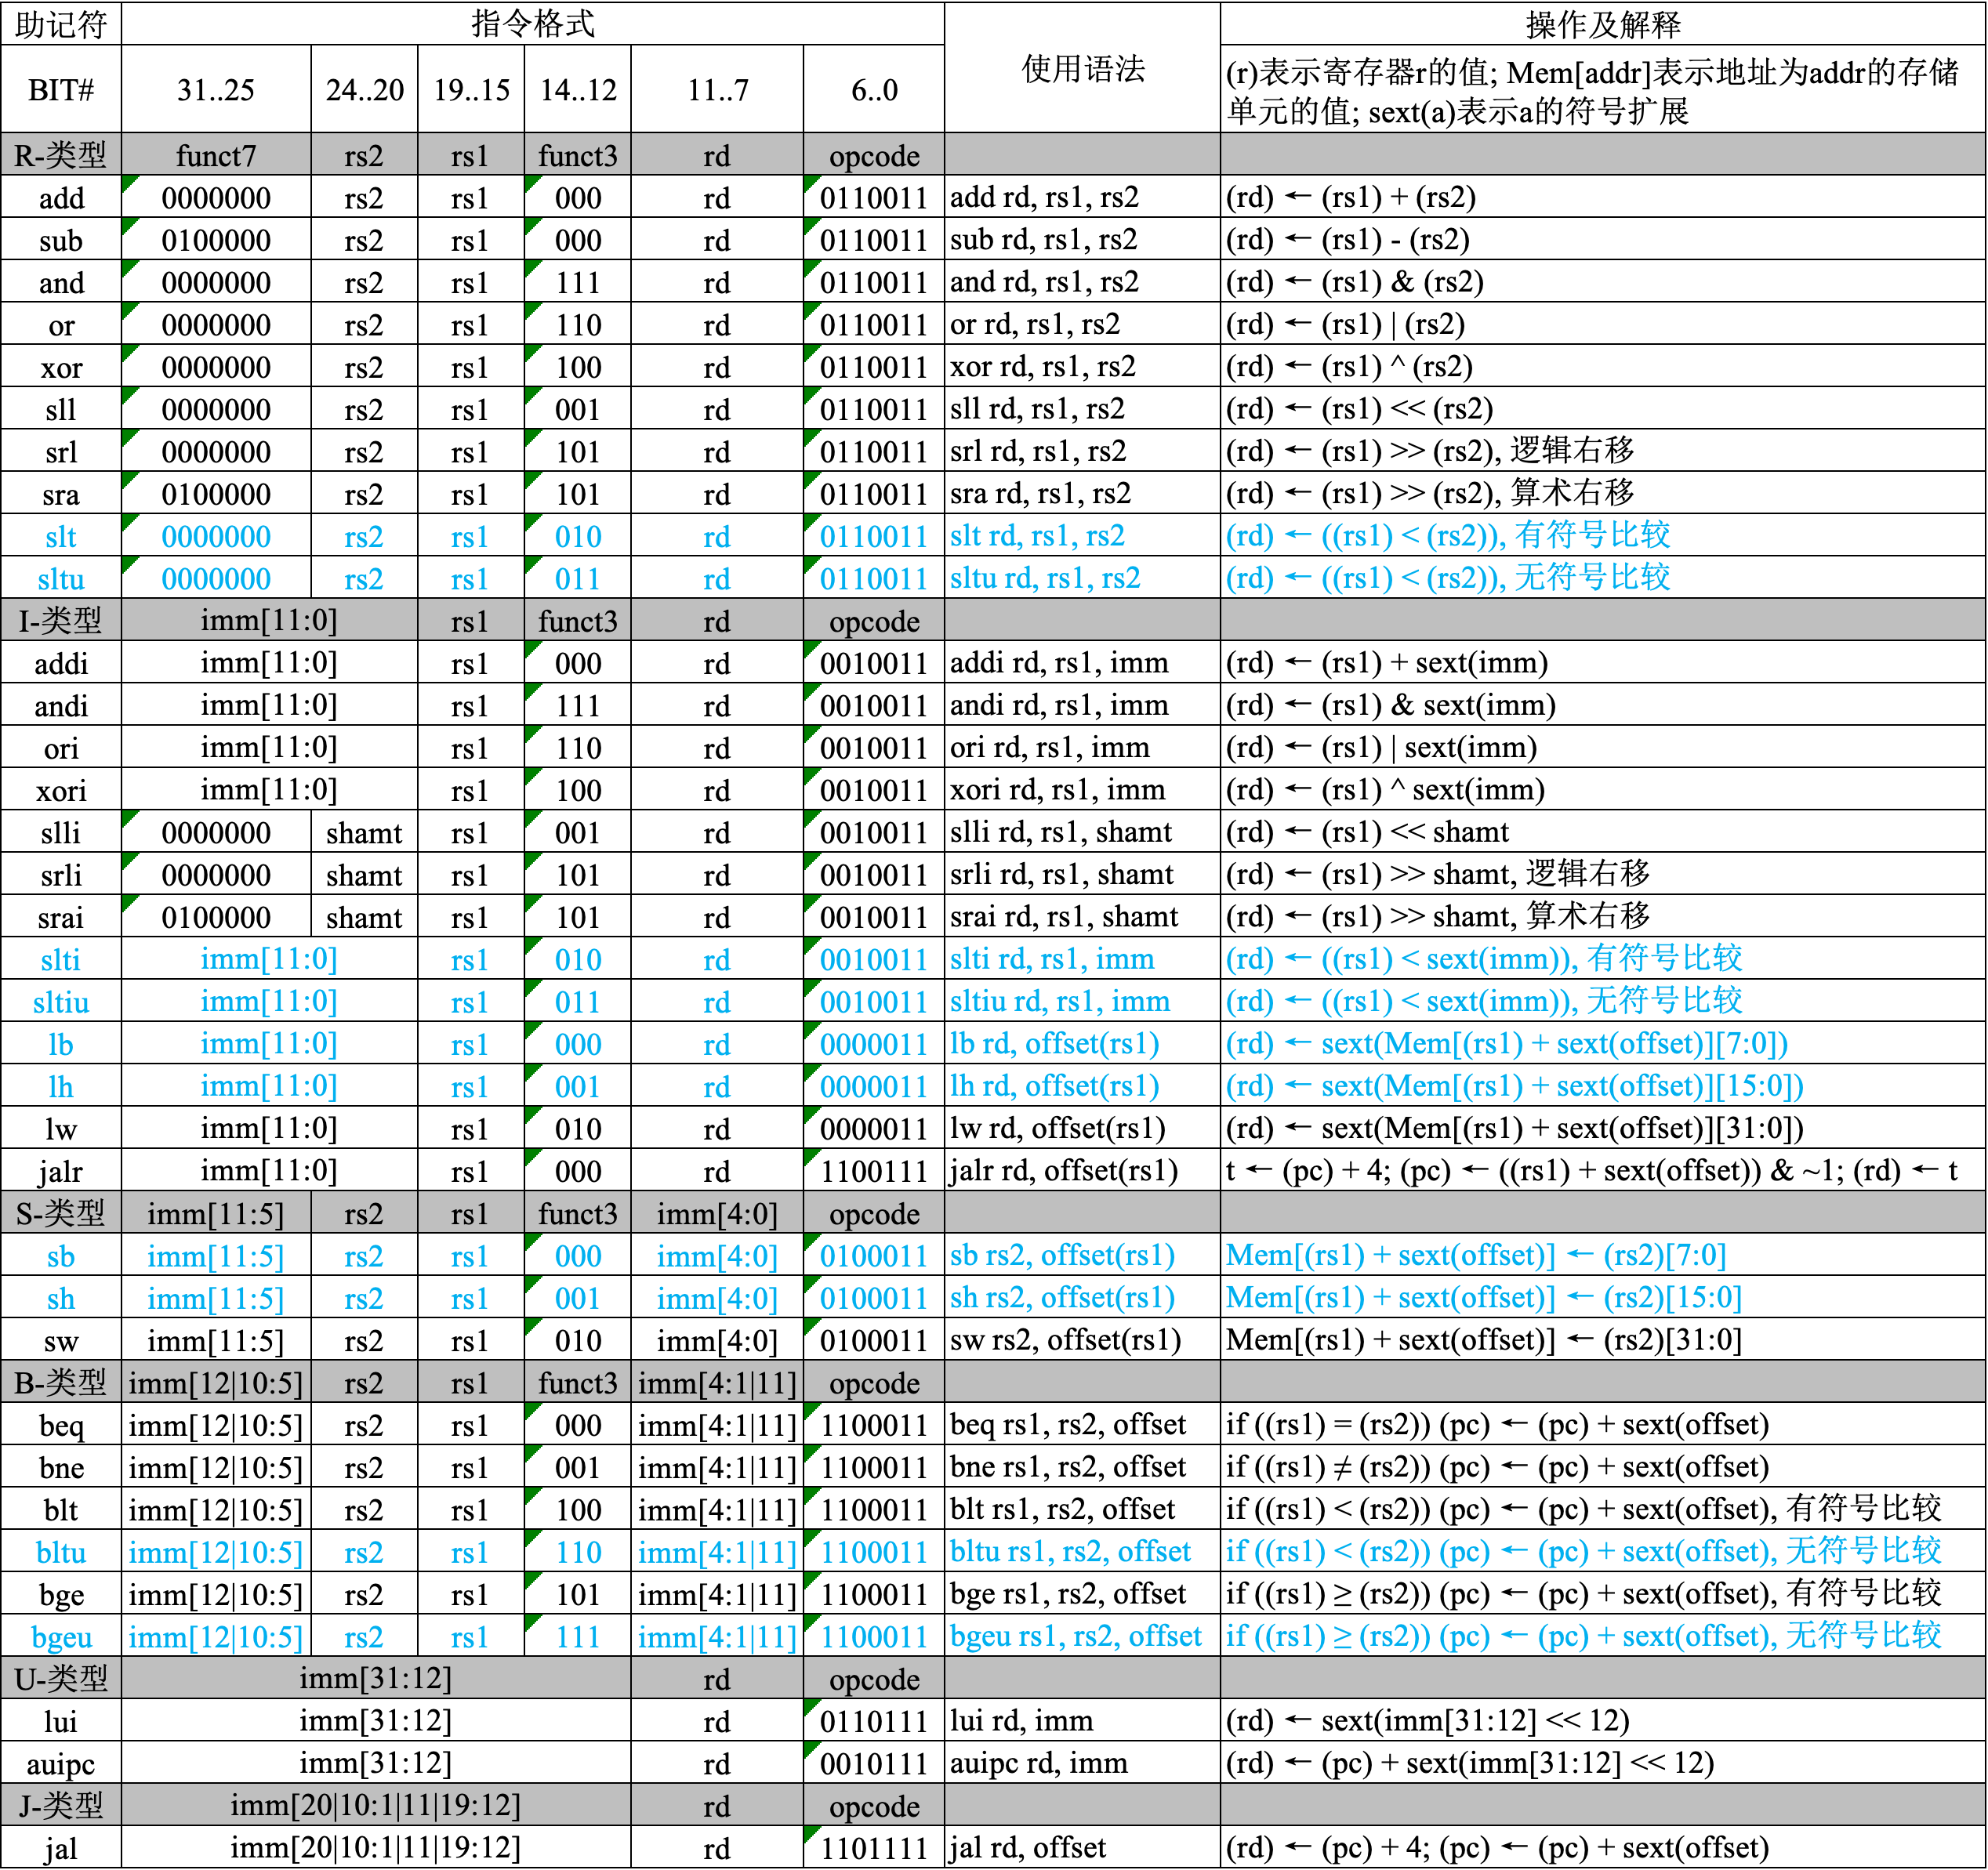 助记符 指令格式 使用语法 操作及解释
BIT# 31..25 24..20 19..15 14..12 11..7 6..0 (r)表示寄存器r的值; Mem[addr]表示地址为addr的存储
单元的值; sext(a)表示a的符号扩展
R-类型 funct7 rs2 rs1 funct3 rd opcode
add 0000000 rs2 rs1 000 rd 0110011 add rd, rs1, rs2 (rd) ← (rs1) + (rs2)
sub 0100000 rs2 rs1 000 rd 0110011 sub rd, rs1, rs2 (rd) ← (rs1) - (rs2)
and 0000000 rs2 rs1 111 rd 0110011 and rd, rs1, rs2 (rd) ← (rs1) & (rs2)
or 0000000 rs2 rs1 110 rd 0110011 or rd, rs1, rs2 (rd) ← (rs1) | (rs2)
xor 0000000 rs2 rs1 100 rd 0110011 xor rd, rs1, rs2 (rd) ← (rs1) ^ (rs2)
sll 0000000 rs2 rs1 001 rd 0110011 sll rd, rs1, rs2 (rd) ← (rs1) << (rs2)
srl 0000000 rs2 rs1 101 rd 0110011 srl rd, rs1, rs2 (rd) ← (rs1) >> (rs2), 逻辑右移
sra 0100000 rs2 rs1 101 rd 0110011 sra rd, rs1, rs2 (rd) ← (rs1) >> (rs2), 算术右移
slt 0000000 rs2 rs1 010 rd 0110011 slt rd, rs1, rs2 (rd) ← ((rs1) < (rs2)), 有符号比较
sltu 0000000 rs2 rs1 011 rd 0110011 sltu rd, rs1, rs2 (rd) ← ((rs1) < (rs2)), 无符号比较
I-类型 imm[11:0] rs1 funct3 rd opcode
addi imm[11:0] rs1 000 rd 0010011 addi rd, rs1, imm (rd) ← (rs1) + sext(imm)
andi imm[11:0] rs1 111 rd 0010011 andi rd, rs1, imm (rd) ← (rs1) & sext(imm)
ori imm[11:0] rs1 110 rd 0010011 ori rd, rs1, imm (rd) ← (rs1) | sext(imm)
xori imm[11:0] rs1 100 rd 0010011 xori rd, rs1, imm (rd) ← (rs1) ^ sext(imm)
slli 0000000 shamt rs1 001 rd 0010011 slli rd, rs1, shamt (rd) ← (rs1) << shamt
srli 0000000 shamt rs1 101 rd 0010011 srli rd, rs1, shamt (rd) ← (rs1) >> shamt, 逻辑右移
srai 0100000 shamt rs1 101 rd 0010011 srai rd, rs1, shamt (rd) ← (rs1) >> shamt, 算术右移
slti imm[11:0] rs1 010 rd 0010011 slti rd, rs1, imm (rd) ← ((rs1) < sext(imm)), 有符号比较
sltiu imm[11:0] rs1 011 rd 0010011 sltiu rd, rs1, imm (rd) ← ((rs1) < sext(imm)), 无符号比较
lb imm[11:0] rs1 000 rd 0000011 lb rd, offset(rs1) (rd) ← sext(Mem[(rs1) + sext(offset)][7:0])
lh imm[11:0] rs1 001 rd 0000011 lh rd, offset(rs1) (rd) ← sext(Mem[(rs1) + sext(offset)][15:0])
lw imm[11:0] rs1 010 rd 0000011 lw rd, offset(rs1) (rd) ← sext(Mem[(rs1) + sext(offset)][31:0])
jalr imm[11:0] rs1 000 rd 1100111 jalr rd, offset(rs1) t ← (pc) + 4; (pc) ← ((rs1) + sext(offset)) & ~1; (rd) ← t
S-类型 imm[11:5] rs2 rs1 funct3 imm[4:0] opcode
sb imm[11:5] rs2 rs1 000 imm[4:0] 0100011 sb rs2, offset(rs1) Mem[(rs1) + sext(offset)] ← (rs2)[7:0]
sh imm[11:5] rs2 rs1 001 imm[4:0] 0100011 sh rs2, offset(rs1) Mem[(rs1) + sext(offset)] ← (rs2)[15:0]
sw imm[11:5] rs2 rs1 010 imm[4:0] 0100011 sw rs2, offset(rs1) Mem[(rs1) + sext(offset)] ← (rs2)[31:0]
B-类型 imm[12|10:5] rs2 rs1 funct3 imm[4:1|11] opcode
beq imm[12|10:5] rs2 rs1 000 imm[4:1|11] 1100011 beq rs1, rs2, offset if ((rs1) = (rs2)) (pc) ← (pc) + sext(offset)
bne imm[12|10:5] rs2 rs1 001 imm[4:1|11] 1100011 bne rs1, rs2, offset if ((rs1) ≠ (rs2)) (pc) ← (pc) + sext(offset)
blt imm[12|10:5] rs2 rs1 100 imm[4:1|11] 1100011 blt rs1, rs2, offset if ((rs1) < (rs2)) (pc) ← (pc) + sext(offset), 有符号比较
bltu imm[12|10:5] rs2 rs1 110 imm[4:1|11] 1100011 bltu rs1, rs2, offset if ((rs1) < (rs2)) (pc) ← (pc) + sext(offset), 无符号比较
bge imm[12|10:5] rs2 rs1 101 imm[4:1|11] 1100011 bge rs1, rs2, offset if ((rs1) ≥ (rs2)) (pc) ← (pc) + sext(offset), 有符号比较
bgeu imm[12|10:5] rs2 rs1 111 imm[4:1|11] 1100011 bgeu rs1, rs2, offset if ((rs1) ≥ (rs2)) (pc) ← (pc) + sext(offset), 无符号比较
U-类型 imm[31:12] rd opcode
lui imm[31:12] rd 0110111 lui rd, imm (rd) ← sext(imm[31:12] << 12)
auipc imm[31:12] rd 0010111 auipc rd, imm (rd) ← (pc) + sext(imm[31:12] << 12)
J-类型 imm[20|10:1|11|19:12] rd opcode
jal imm[20|10:1|11|19:12] rd 1101111 jal rd, offset (rd) ← (pc) + 4; (pc) ← (pc) + sext(offset)